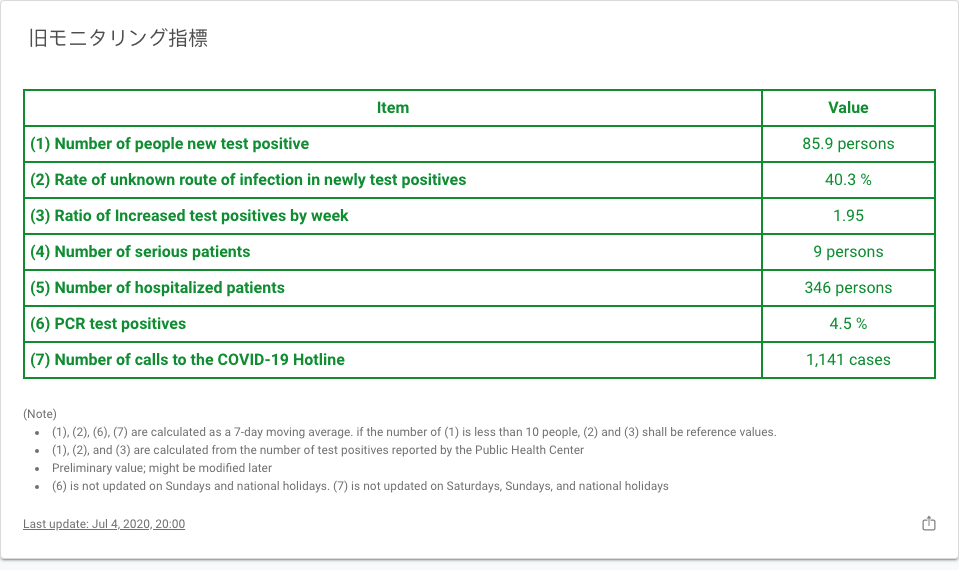 旧モニタリング指標
Item Value
(1) Number of people new test positive 85.9 persons
(2) Rate of unknown route of infection in newly test positives 40.3 %
(3) Ratio of Increased test positives by week 1.95
(4) Number of serious patients 9 persons
(5) Number of hospitalized patients 346 persons
(6) PCR test positives 4.5 %
(7) Number of calls to the COVID-19 Hotline 1,141 cases
(Note)
• (1), (2), (6), (7) are calculated as a 7-day moving average. if the number of (1) is less than 10 people, (2) and (3) shall be reference values.
• (1), (2), and (3) are calculated from the number of test positives reported by the Public Health Center
• Preliminary value; might be modified later
• (6) is not updated on Sundays and national holidays. (7) is not updated on Saturdays, Sundays, and national holidays
Last update: Jul 4, 2020, 20:00